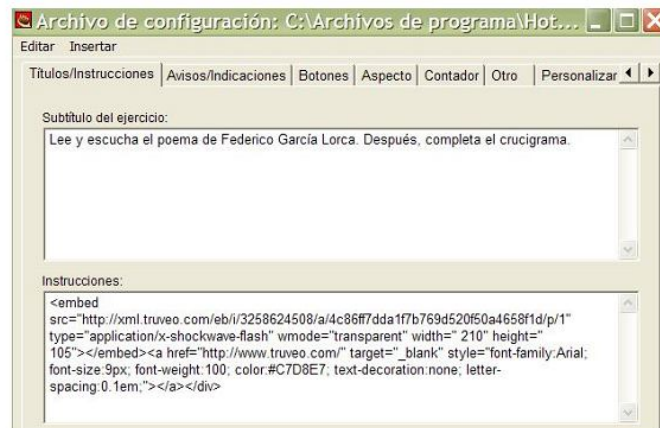 Archivo de configuración: C:\Archivos de programa\Hot...
Editar Insertar
Títulos/Instrucciones Avisos/Indicaciones Botones Aspecto Contador Otro Personalizar
Subtítulo del ejercicio:
Lee y escucha el poema de Federico García Lorca. Después, completa el crucigrama.
Instrucciones:
<embed
src="http://xml.truveo.com/eb/i/3258624508/a/4c86ff7dda1f7b769d520f50a4658f1d/p/1"
type="application/x-shockwave-flash" wmode="transparent" width=" 210" height="
105"></embed><a href="http://www.truveo.com/" target="_blank" style="font-family:Arial;
font-size:9px; font-weight:100; color:#C7D8E7; text-decoration:none; letter-
spacing:0.1em;"></a></div>